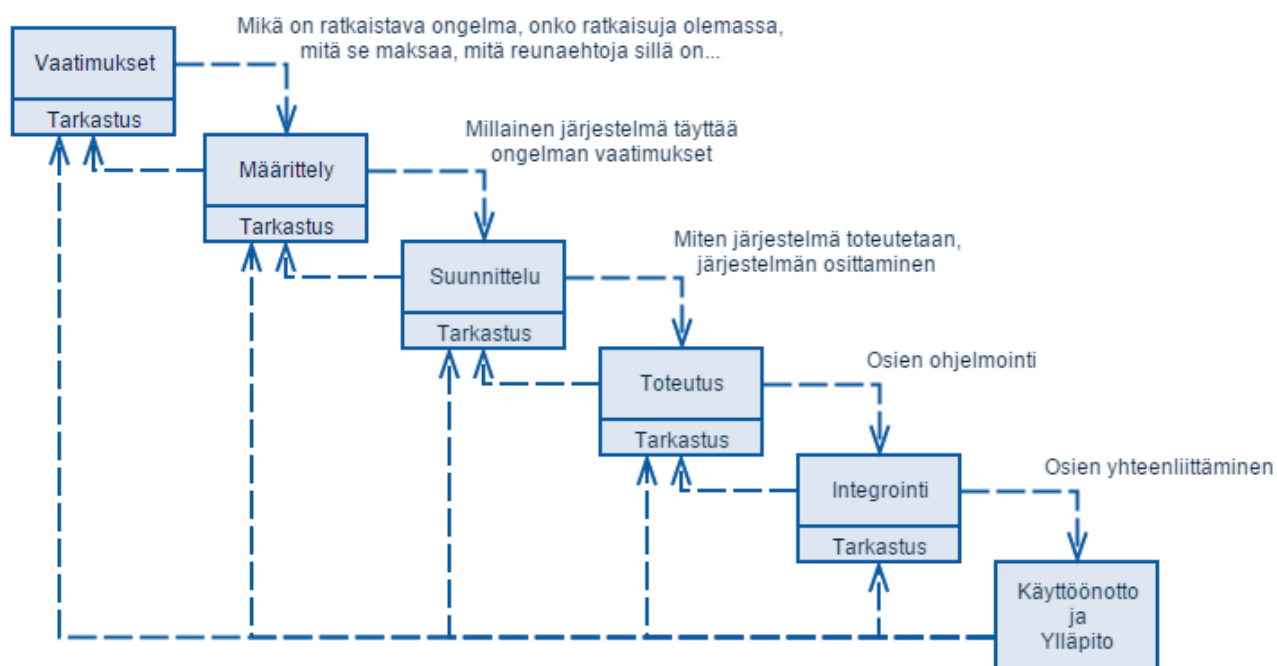 Mikä on ratkaistava ongelma, onko ratkaisuja olemassa,
mitä se maksaa, mitä reunaehtoja sillä on...
Vaatimukset
Tarkastus
Millainen järjestelmä täyttää
ongelman vaatimukset
Määrittely
Tarkastus
Miten järjestelmä toteutetaan,
järjestelmän osittaminen
Suunnittelu
Tarkastus
Osien ohjelmointi
Toteutus
Tarkastus
Osien yhteenliittäminen
Integrointi
Tarkastus
Käyttöönotto
ja
Ylläpito